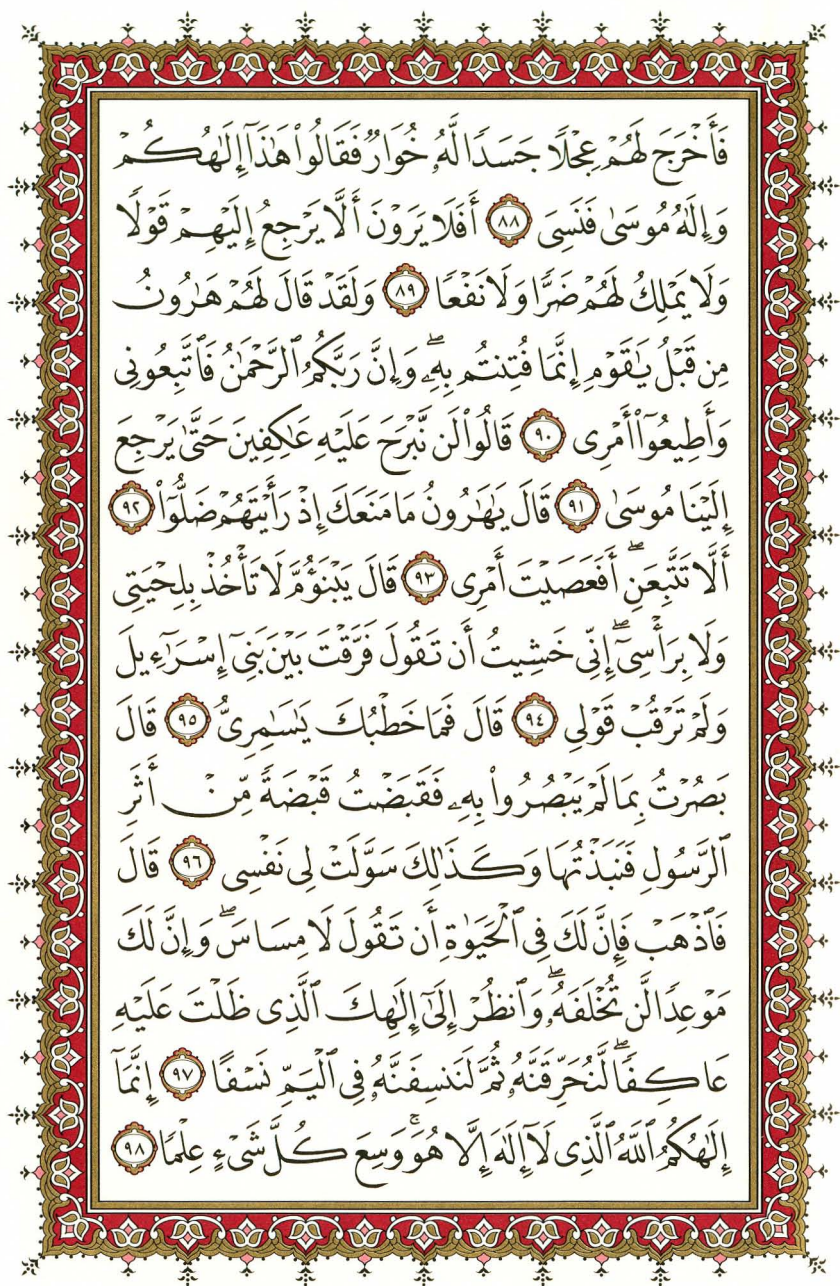 فَأَخْرَجَ لَهُمْ عِجْلًا جَسَدًا لَّهُۥ خُوَارٌ فَقَالُوا۟ هَٰذَآ إِلَٰهُكُمْ
وَإِلَٰهُ مُوسَىٰ فَنَسِىَ ٨٨ أَفَلَا يَرَوْنَ أَلَّا يَرْجِعُ إِلَيْهِمْ قَوْلًا
وَلَا يَمْلِكُ لَهُمْ ضَرًّا وَلَا نَفْعًا ٨٩ وَلَقَدْ قَالَ لَهُمْ هَٰرُونُ
مِن قَبْلُ يَٰقَوْمِ إِنَّمَا فُتِنتُم بِهِۦۖ وَإِنَّ رَبَّكُمُ ٱلرَّحْمَٰنُ فَٱتَّبِعُونِى
وَأَطِيعُوٓا۟ أَمْرِى ٩٠ قَالُوا۟ لَن نَّبْرَحَ عَلَيْهِ عَٰكِفِينَ حَتَّىٰ يَرْجِعَ
إِلَيْنَا مُوسَىٰ ٩١ قَالَ يَٰهَٰرُونُ مَا مَنَعَكَ إِذْ رَأَيْتَهُمْ ضَلُّوٓا۟ ٩٢
أَلَّا تَتَّبِعَنِۖ أَفَعَصَيْتَ أَمْرِى ٩٣ قَالَ يَبْنَؤُمَّ لَا تَأْخُذْ بِلِحْيَتِى
وَلَا بِرَأْسِىٓۖ إِنِّى خَشِيتُ أَن تَقُولَ فَرَّقْتَ بَيْنَ بَنِىٓ إِسْرَٰٓءِيلَ
وَلَمْ تَرْقُبْ قَوْلِى ٩٤ قَالَ فَمَا خَطْبُكَ يَٰسَٰمِرِىُّ ٩٥ قَالَ
بَصُرْتُ بِمَا لَمْ يَبْصُرُوا۟ بِهِۦ فَقَبَضْتُ قَبْضَةً مِّنْ أَثَرِ
ٱلرَّسُولِ فَنَبَذْتُهَا وَكَذَٰلِكَ سَوَّلَتْ لِى نَفْسِى ٩٦ قَالَ
فَٱذْهَبْ فَإِنَّ لَكَ فِى ٱلْحَيَوٰةِ أَن تَقُولَ لَا مِسَاسَۖ وَإِنَّ لَكَ
مَوْعِدًا لَّن تُخْلَفَهُۥۖ وَٱنظُرْ إِلَىٰٓ إِلَٰهِكَ ٱلَّذِى ظَلْتَ عَلَيْهِ
عَاكِفًاۖ لَّنُحَرِّقَنَّهُۥ ثُمَّ لَنَنسِفَنَّهُۥ فِى ٱلْيَمِّ نَسْفًا ٩٧ إِنَّمَآ
إِلَٰهُكُمُ ٱللَّهُ ٱلَّذِى لَآ إِلَٰهَ إِلَّا هُوَۚ وَسِعَ كُلَّ شَىْءٍ عِلْمًا ٩٨